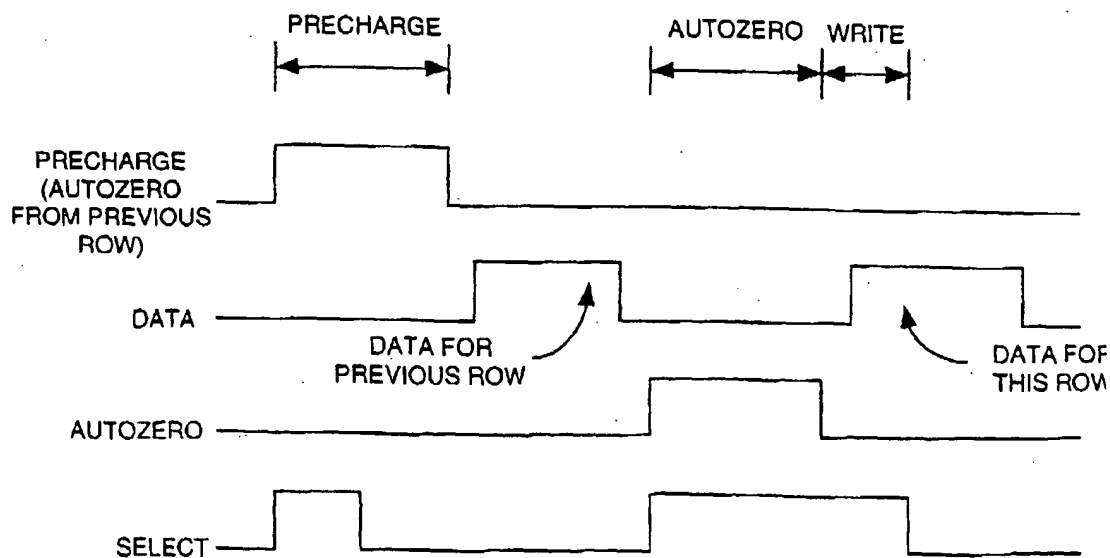 PRECHARGE
AUTOZERO
WRITE
PRECHARGE
(AUTOZERO
FROM PREVIOUS
ROW)
DATA
DATA FOR
PREVIOUS ROW
DATA FOR
THIS ROW
AUTOZERO
SELECT